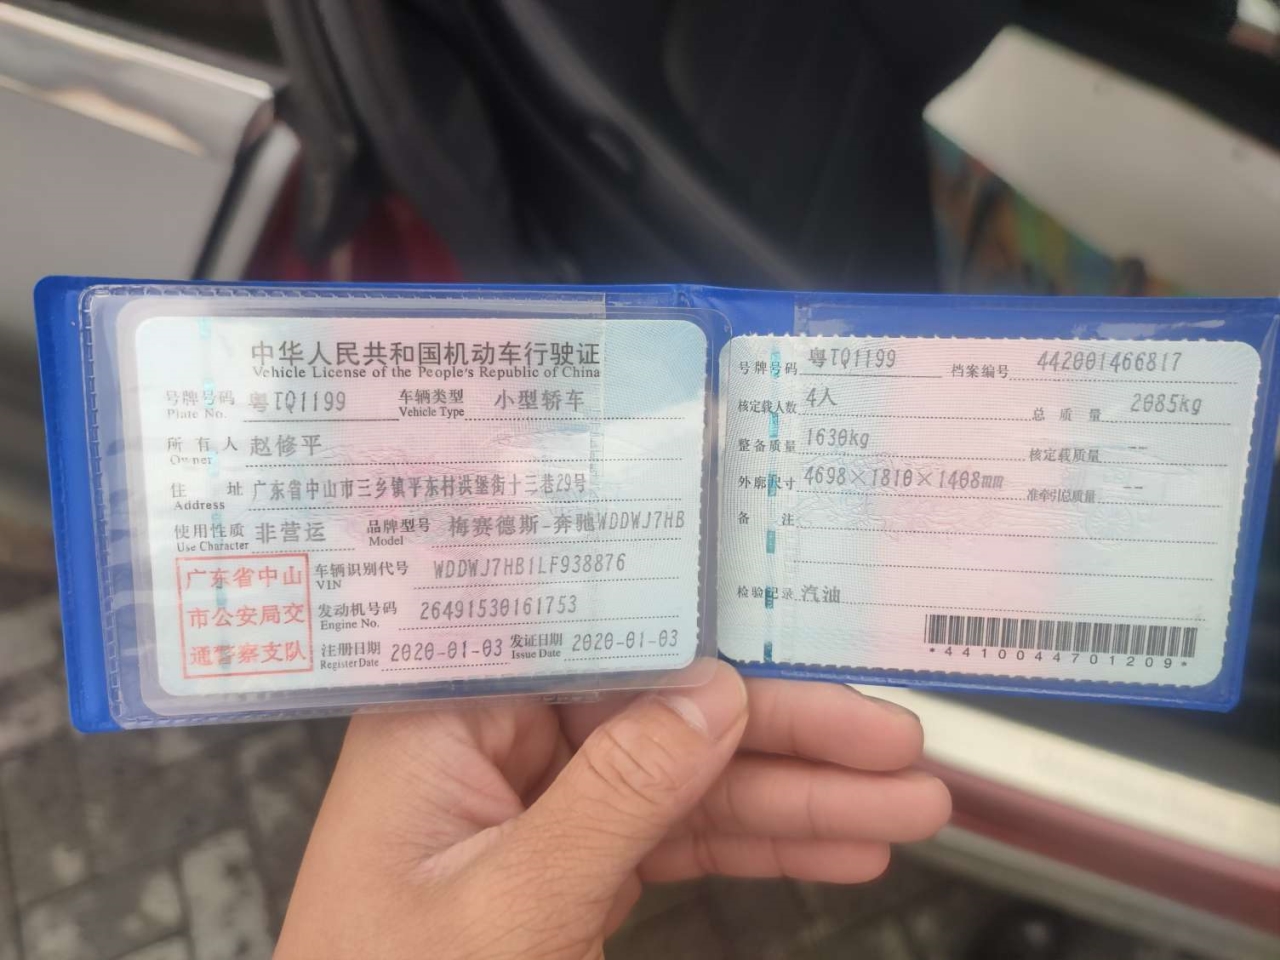 中华人民共和国机动车行驶证
Vehicle License of the People's Republic of China
号牌号码 粤TQ1199 车辆类型 小型轿车
Plate No. Vehicle Type
所有人 赵修平
Owner
住址 广东省中山市三乡镇平东村洪堡街十三巷29号
Address
使用性质 非营运 品牌型号 梅赛德斯-奔驰WDDWJ7HB
Use Character Model
广东省中山
市公安局交
通警察支队
车辆识别代号 WDDWJ7HB1LF938876
VIN
发动机号码 26491530161753
Engine No.
注册日期 2020-01-03 发证日期 2020-01-03
Register Date Issue Date
号牌号码 粤TQ1199 档案编号 442001466817
核定载人数 4人 总质量 2085kg
整备质量 1630kg 核定载质量 --
外廓尺寸 4698×1810×1408mm 准牵引总质量 --
备注
检验记录 汽油
*4410044701209*